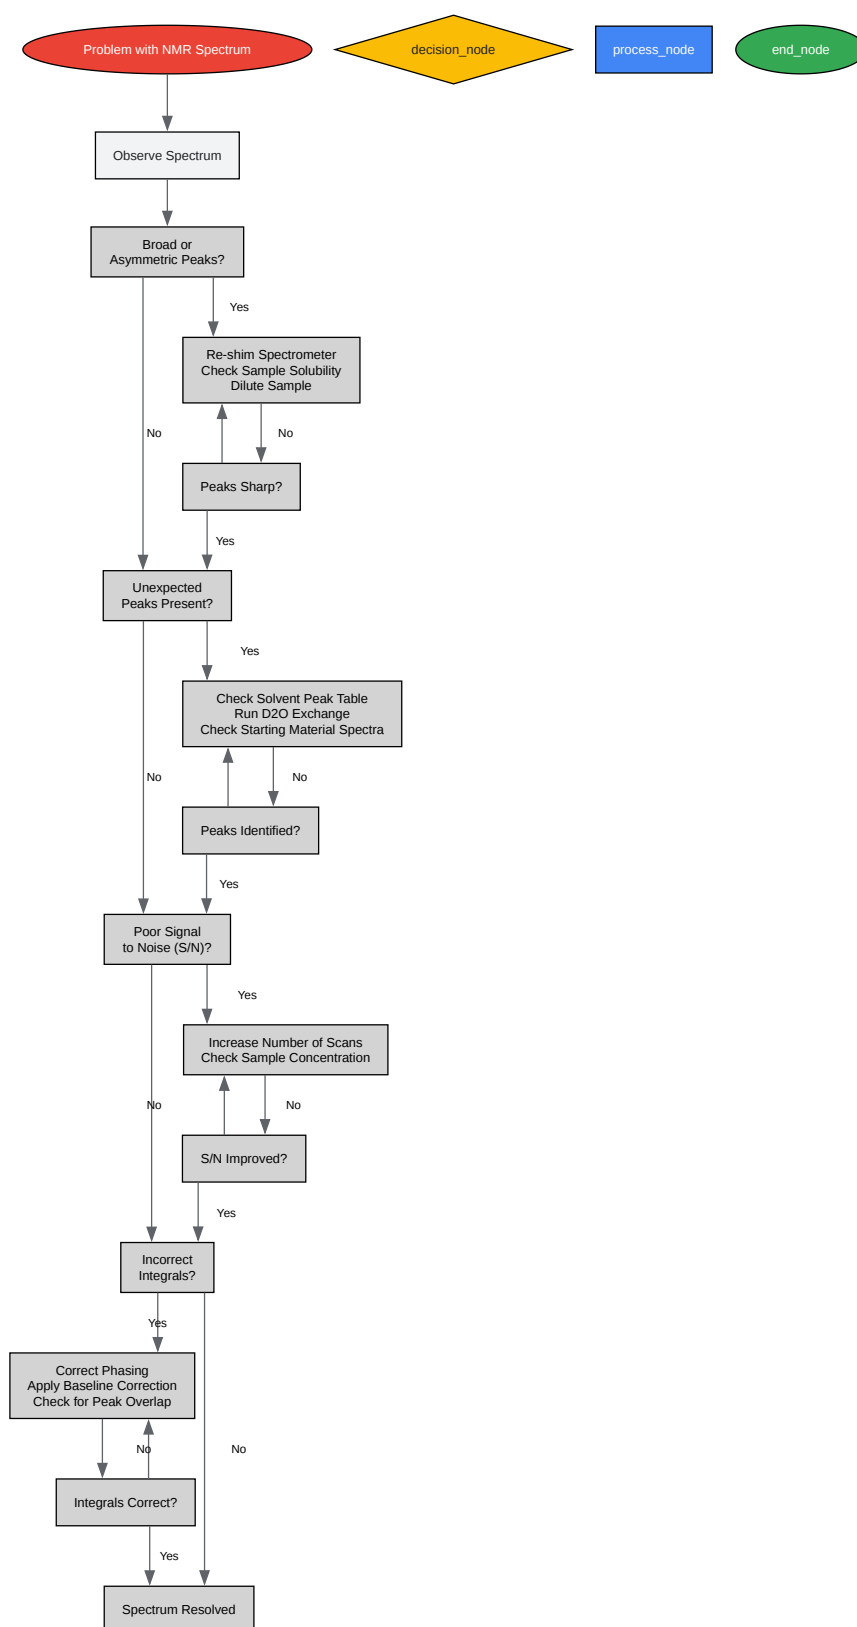 Problem with NMR Spectrum
decision_node
process_node
end_node
Observe Spectrum
Broad or
Asymmetric Peaks?
Yes
Re-shim Spectrometer
Check Sample Solubility
Dilute Sample
No
No
Peaks Sharp?
Yes
Unexpected
Peaks Present?
Yes
Check Solvent Peak Table
Run D2O Exchange
Check Starting Material Spectra
No
No
Peaks Identified?
Yes
Poor Signal
to Noise (S/N)?
Yes
Increase Number of Scans
Check Sample Concentration
No
No
S/N Improved?
Yes
Incorrect
Integrals?
Yes
Correct Phasing
Apply Baseline Correction
Check for Peak Overlap
No
No
Integrals Correct?
Yes
Spectrum Resolved